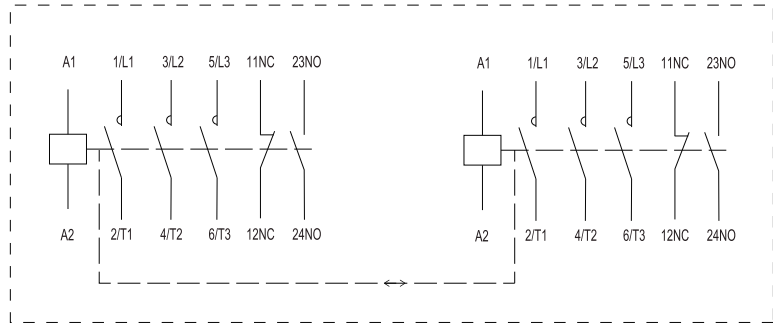 A1 1/L1 3/L2 5/L3 11NC 23NO
A2 2/T1 4/T2 6/T3 12NC 24NO
A1 1/L1 3/L2 5/L3 11NC 23NO
A2 2/T1 4/T2 6/T3 12NC 24NO